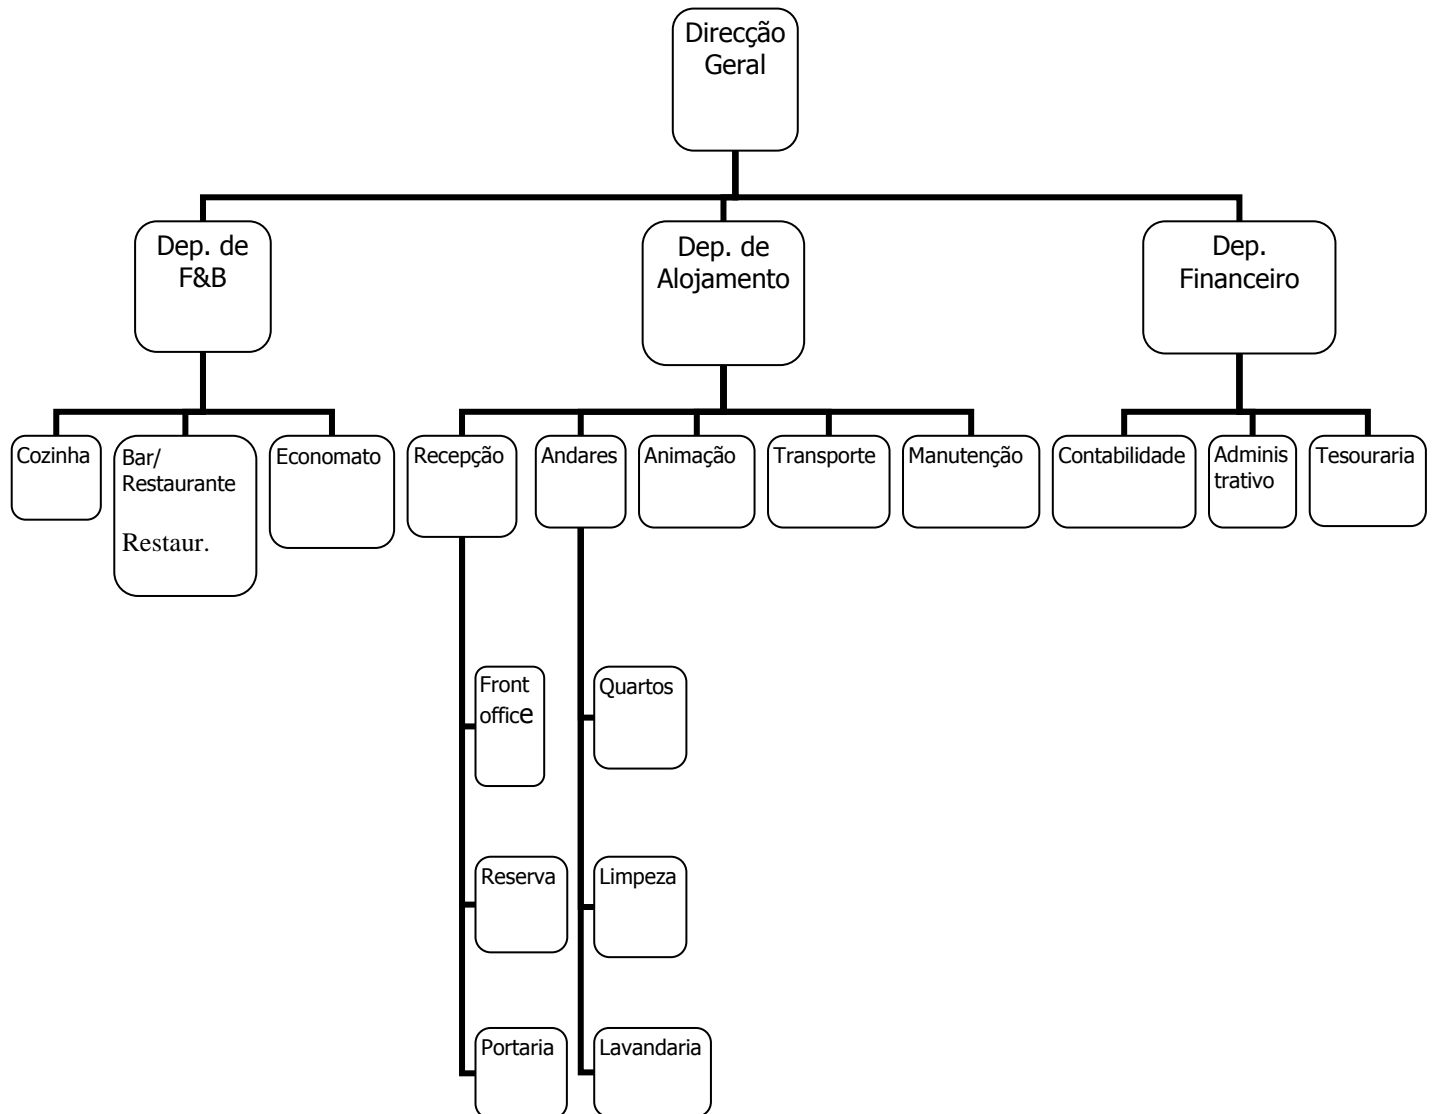 Direcção
Geral
Dep. de
F&B
Dep. de
Alojamento
Dep.
Financeiro
Cozinha
Bar/
Restaurante
Restaur.
Economato
Recepção
Andares
Animação
Transporte
Manutenção
Contabilidade
Adminis
trativo
Tesouraria
Front
office
Quartos
Reserva
Limpeza
Portaria
Lavandaria